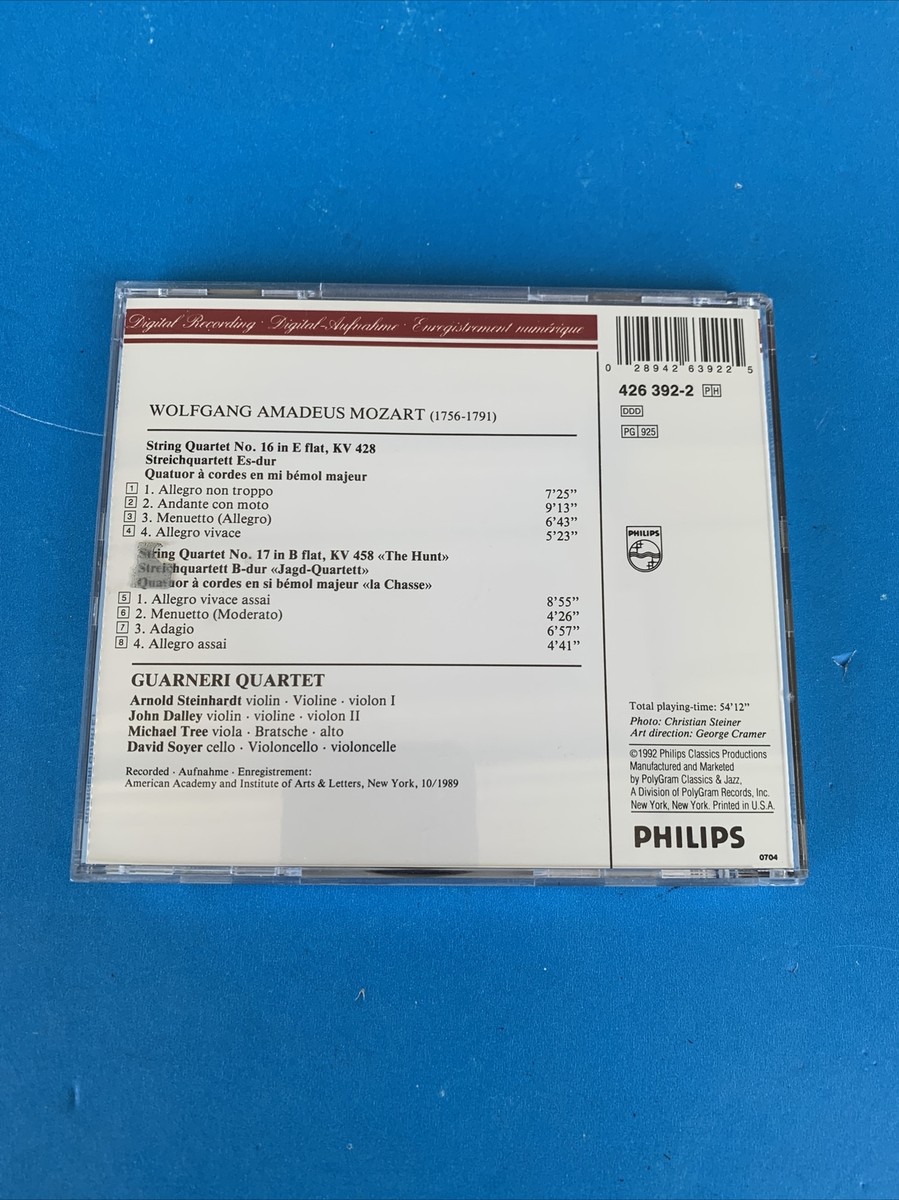 Digital Recording · Digital-Aufnahme · Enregistrement numérique
WOLFGANG AMADEUS MOZART (1756-1791)
String Quartet No. 16 in E flat, KV 428
Streichquartett Es-dur
Quatuor à cordes en mi bémol majeur
1 1. Allegro non troppo 7'25”
2 2. Andante con moto 9'13”
3 3. Menuetto (Allegro) 6'43”
4 4. Allegro vivace 5'23”
String Quartet No. 17 in B flat, KV 458 «The Hunt»
Streichquartett B-dur «Jagd-Quartett»
Quatuor à cordes en si bémol majeur «la Chasse»
5 1. Allegro vivace assai 8'55”
6 2. Menuetto (Moderato) 4'26”
7 3. Adagio 6'57”
8 4. Allegro assai 4'41”
GUARNERI QUARTET
Arnold Steinhardt violin · Violine · violon I
John Dalley violin · violine · violon II
Michael Tree viola · Bratsche · alto
David Soyer cello · Violoncello · violoncelle
Recorded · Aufnahme · Enregistrement:
American Academy and Institute of Arts & Letters, New York, 10/1989
0 28942 63922 5
426 392-2 PH
DDD
PG 925
PHILIPS
Total playing-time: 54'12”
Photo: Christian Steiner
Art direction: George Cramer
©1992 Philips Classics Productions
Manufactured and Marketed
by PolyGram Classics & Jazz,
A Division of PolyGram Records, Inc.
New York, New York. Printed in U.S.A.
PHILIPS
0704